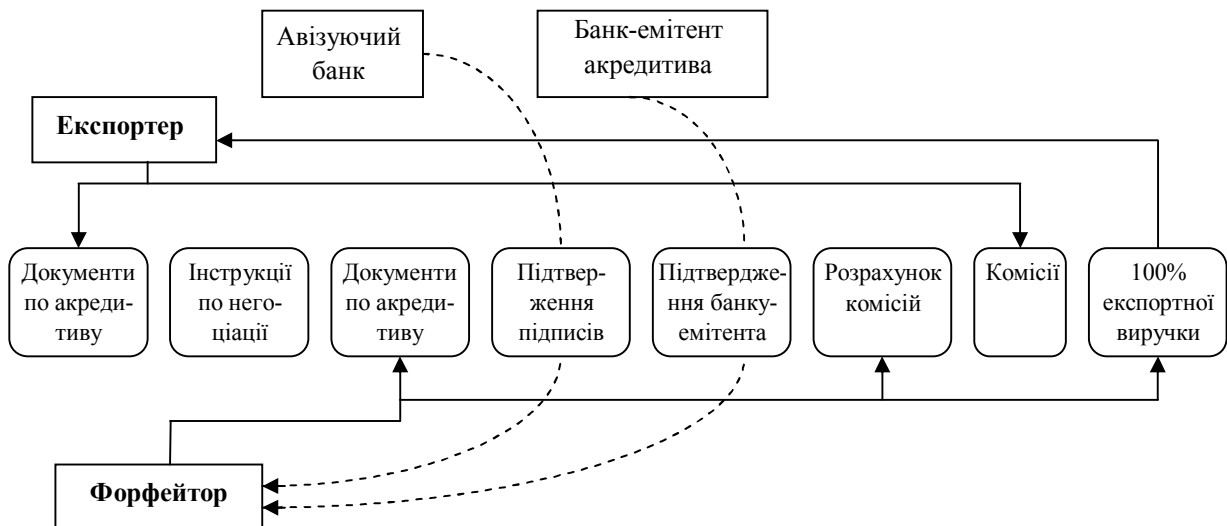 Авізуючий
банк
Банк-емітент
акредитива
Експортер
Документи
по акреди-
тиву
Інструкції
по него-
ціації
Документи
по акреди-
тиву
Підтвер-
ження
підписів
Підтвердже-
ння банку-
емітента
Розрахунок
комісій
Комісії
100%
експортної
виручки
Форфейтор